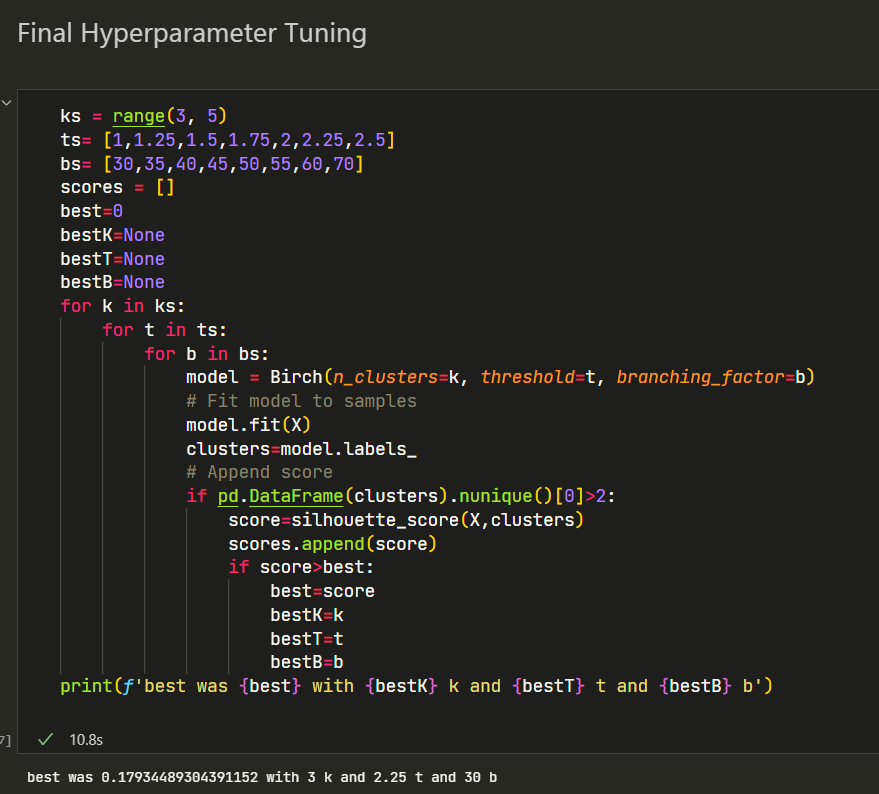 Final Hyperparameter Tuning
ks = range(3, 5)
ts= [1,1.25,1.5,1.75,2,2.25,2.5]
bs= [30,35,40,45,50,55,60,70]
scores = []
best=0
bestK=None
bestT=None
bestB=None
for k in ks:
for t in ts:
for b in bs:
model = Birch(n_clusters=k, threshold=t, branching_factor=b)
# Fit model to samples
model.fit(X)
clusters=model.labels_
# Append score
if pd.DataFrame(clusters).nunique()[0]>2:
score=silhouette_score(X,clusters)
scores.append(score)
if score>best:
best=score
bestK=k
bestT=t
bestB=b
print(f'best was {best} with {bestK} k and {bestT} t and {bestB} b')
7] 10.8s
best was 0.17934489304391152 with 3 k and 2.25 t and 30 b